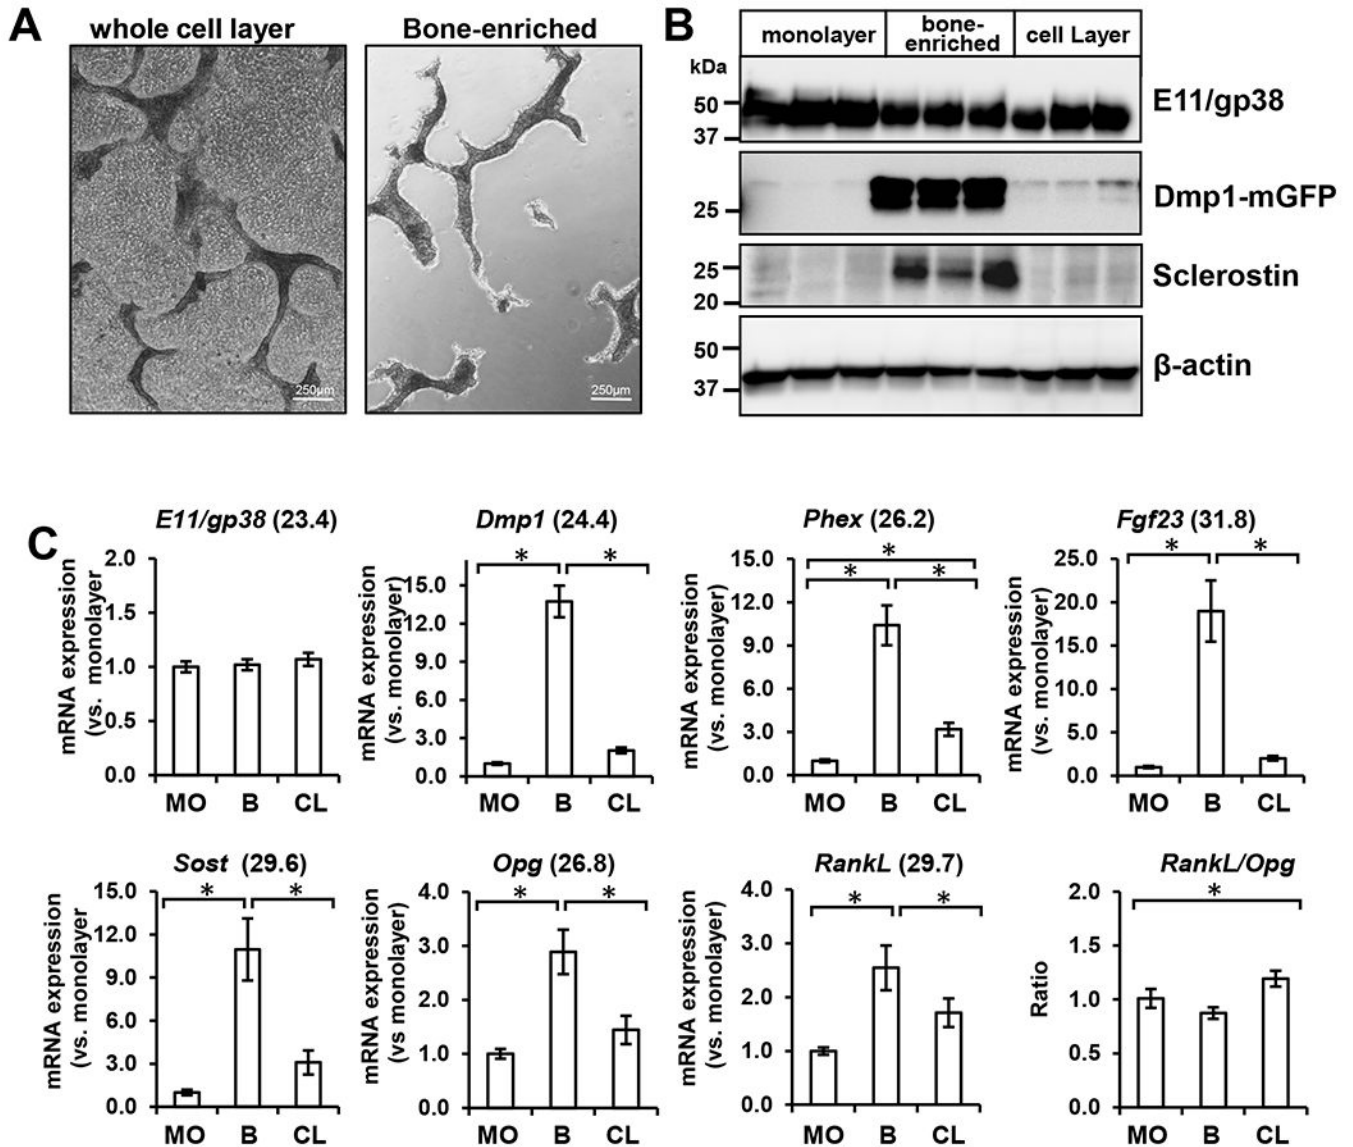 A
whole cell layer
Bone-enriched
250µm
250µm
B
monolayer
bone-
enriched
cell Layer
kDa
50
37
E11/gp38
25
Dmp1-mGFP
25
20
Sclerostin
50
37
β-actin
C
E11/gp38 (23.4)
mRNA expression
(vs. monolayer)
2.0
1.5
1.0
0.5
0.0
MO B CL
Dmp1 (24.4)
mRNA expression
(vs. monolayer)
15.0
12.0
9.0
6.0
3.0
0.0
* *
MO B CL
Phex (26.2)
mRNA expression
(vs. monolayer)
15.0
12.0
9.0
6.0
3.0
0.0
*
* *
MO B CL
Fgf23 (31.8)
mRNA expression
(vs. monolayer)
25.0
20.0
15.0
10.0
5.0
0.0
* *
MO B CL
Sost (29.6)
mRNA expression
(vs. monolayer
15.0
12.0
9.0
6.0
3.0
0.0
* *
MO B CL
Opg (26.8)
mRNA expression
(vs monolayer)
4.0
3.0
2.0
1.0
0.0
* *
MO B CL
RankL (29.7)
mRNA expression
(vs. monolayer)
4.0
3.0
2.0
1.0
0.0
* *
MO B CL
RankL/Opg
Ratio
2.0
1.5
1.0
0.5
0.0
*
MO B CL